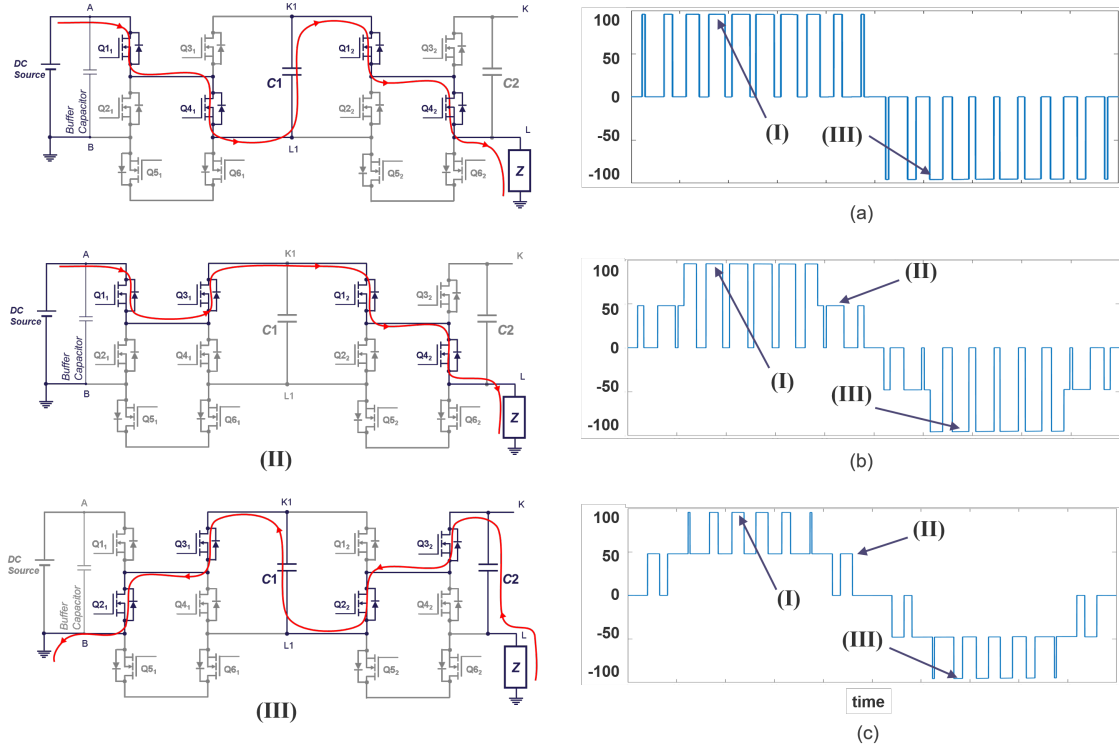 A
K1
K
Q1₁
Q3₁
Q1₂
Q3₂
DC
Source
Buffer
Capacitor
C1
C2
Q2₁
Q4₁
Q2₂
Q4₂
B
L1
L
Q5₁
Q6₁
Q5₂
Q6₂
Z
A
K1
K
Q1₁
Q3₁
Q1₂
Q3₂
DC
Source
Buffer
Capacitor
C1
C2
Q2₁
Q4₁
Q2₂
Q4₂
B
L1
L
Q5₁
Q6₁
Q5₂
Q6₂
Z
(II)
A
K1
K
Q1₁
Q3₁
Q1₂
Q3₂
DC
Source
Buffer
Capacitor
C1
C2
Q2₁
Q4₁
Q2₂
Q4₂
B
L1
L
Q5₁
Q6₁
Q5₂
Q6₂
Z
(III)
100
50
0
-50
-100
(I)
(III)
(a)
100
50
0
-50
-100
(II)
(I)
(III)
(b)
100
50
0
-50
-100
(II)
(I)
(III)
time
(c)